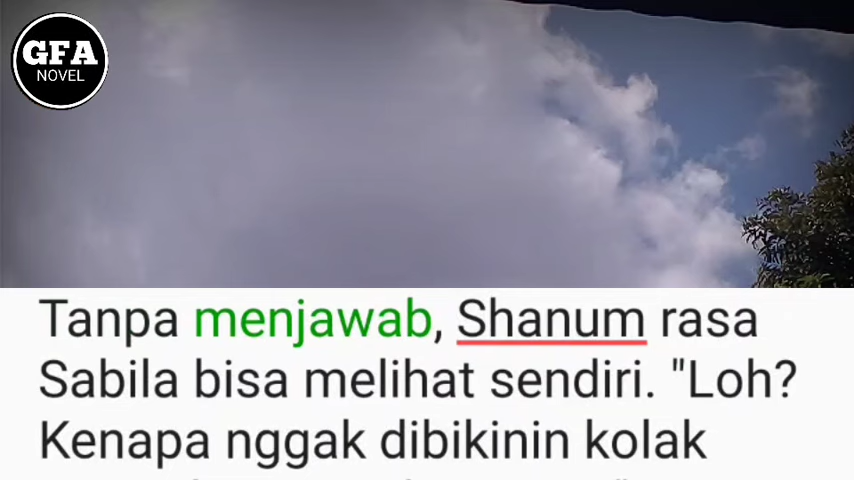 GFA
NOVEL
Tanpa menjawab, Shanum rasa
Sabila bisa melihat sendiri. "Loh?
Kenapa nggak dibikinin kolak